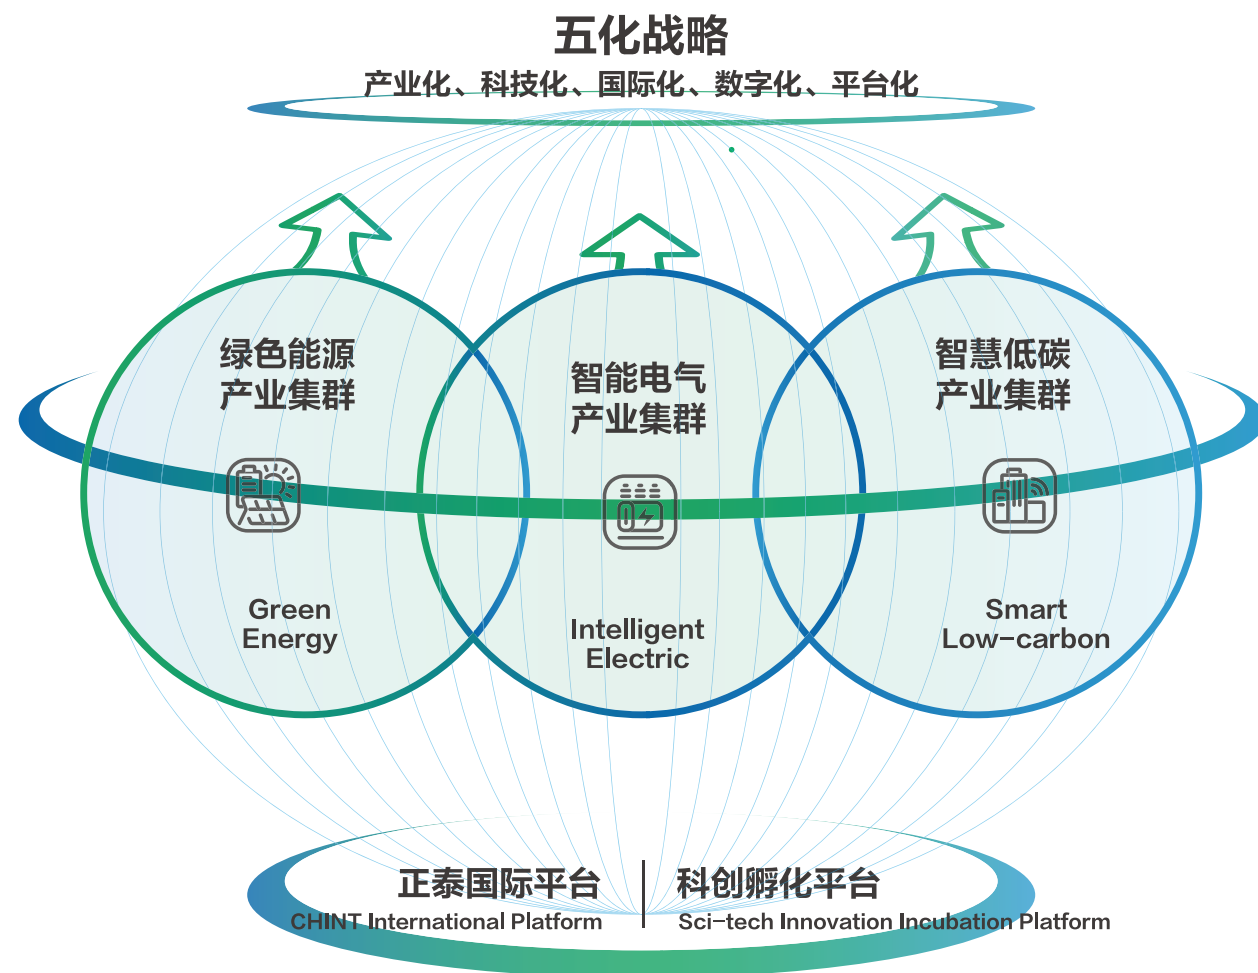 五化战略
产业化、科技化、国际化、数字化、平台化
绿色能源
产业集群
Green
Energy
智能电气
产业集群
Intelligent
Electric
智慧低碳
产业集群
Smart
Low-carbon
正泰国际平台
CHINT International Platform
科创孵化平台
Sci-tech Innovation Incubation Platform